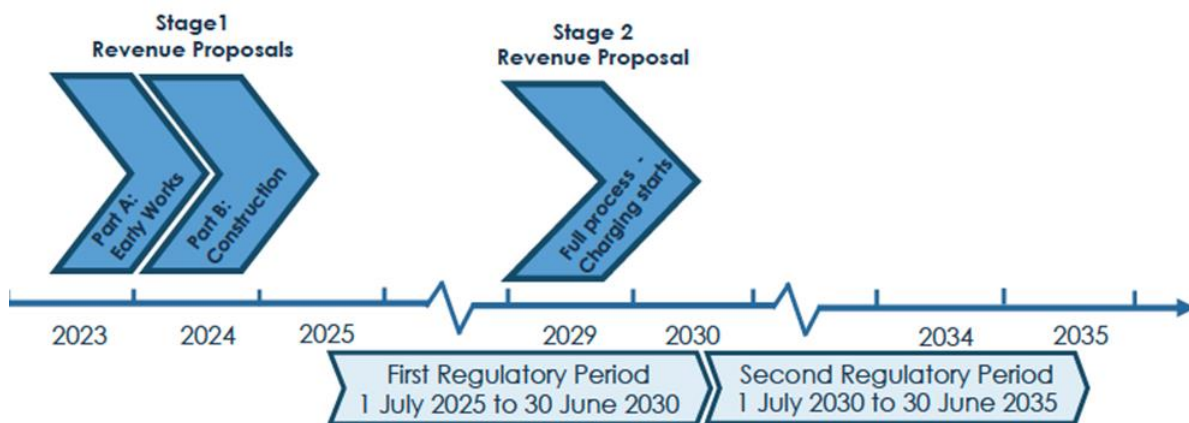 Stage1
Revenue Proposals
Stage 2
Revenue Proposal
Part A:
Early Works
Part B:
Construction
Full process -
Charging starts
2023
2024
2025
2029
2030
2034
2035
First Regulatory Period
1 July 2025 to 30 June 2030
Second Regulatory Period
1 July 2030 to 30 June 2035